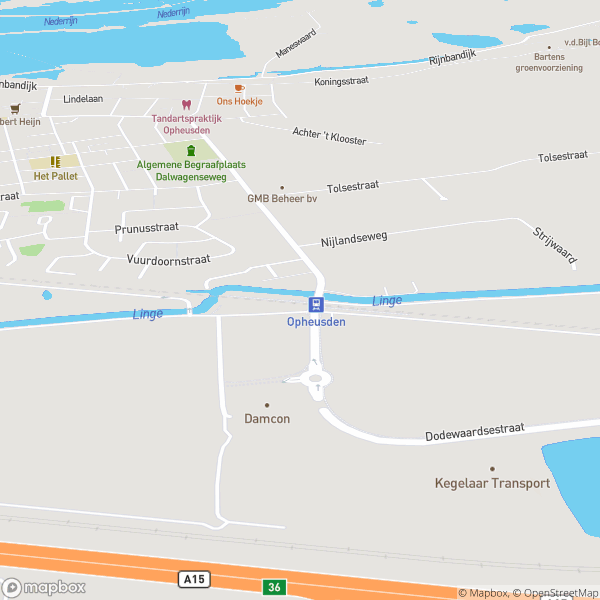 Nederrijn
Nederrijn
Maneswaard
v.d.Bijl Bo
Bartens
groenvoorziening
Rijnbandijk
Koningsstraat
jnbandijk
Lindelaan
Ons Hoekje
bert Heijn
Tandartspraktijk
Opheusden
Achter 't Klooster
Tolsestraat
Het Pallet
Algemene Begraafplaats
Dalwagenseweg
Tolsestraat
GMB Beheer bv
straat
Prunusstraat
Nijlandseweg
Strijwaard
Vuurdoornstraat
Linge
Linge
Opheusden
Damcon
Dodewaardsestraat
Kegelaar Transport
A15
36
mapbox
© Mapbox, © OpenStreetMap